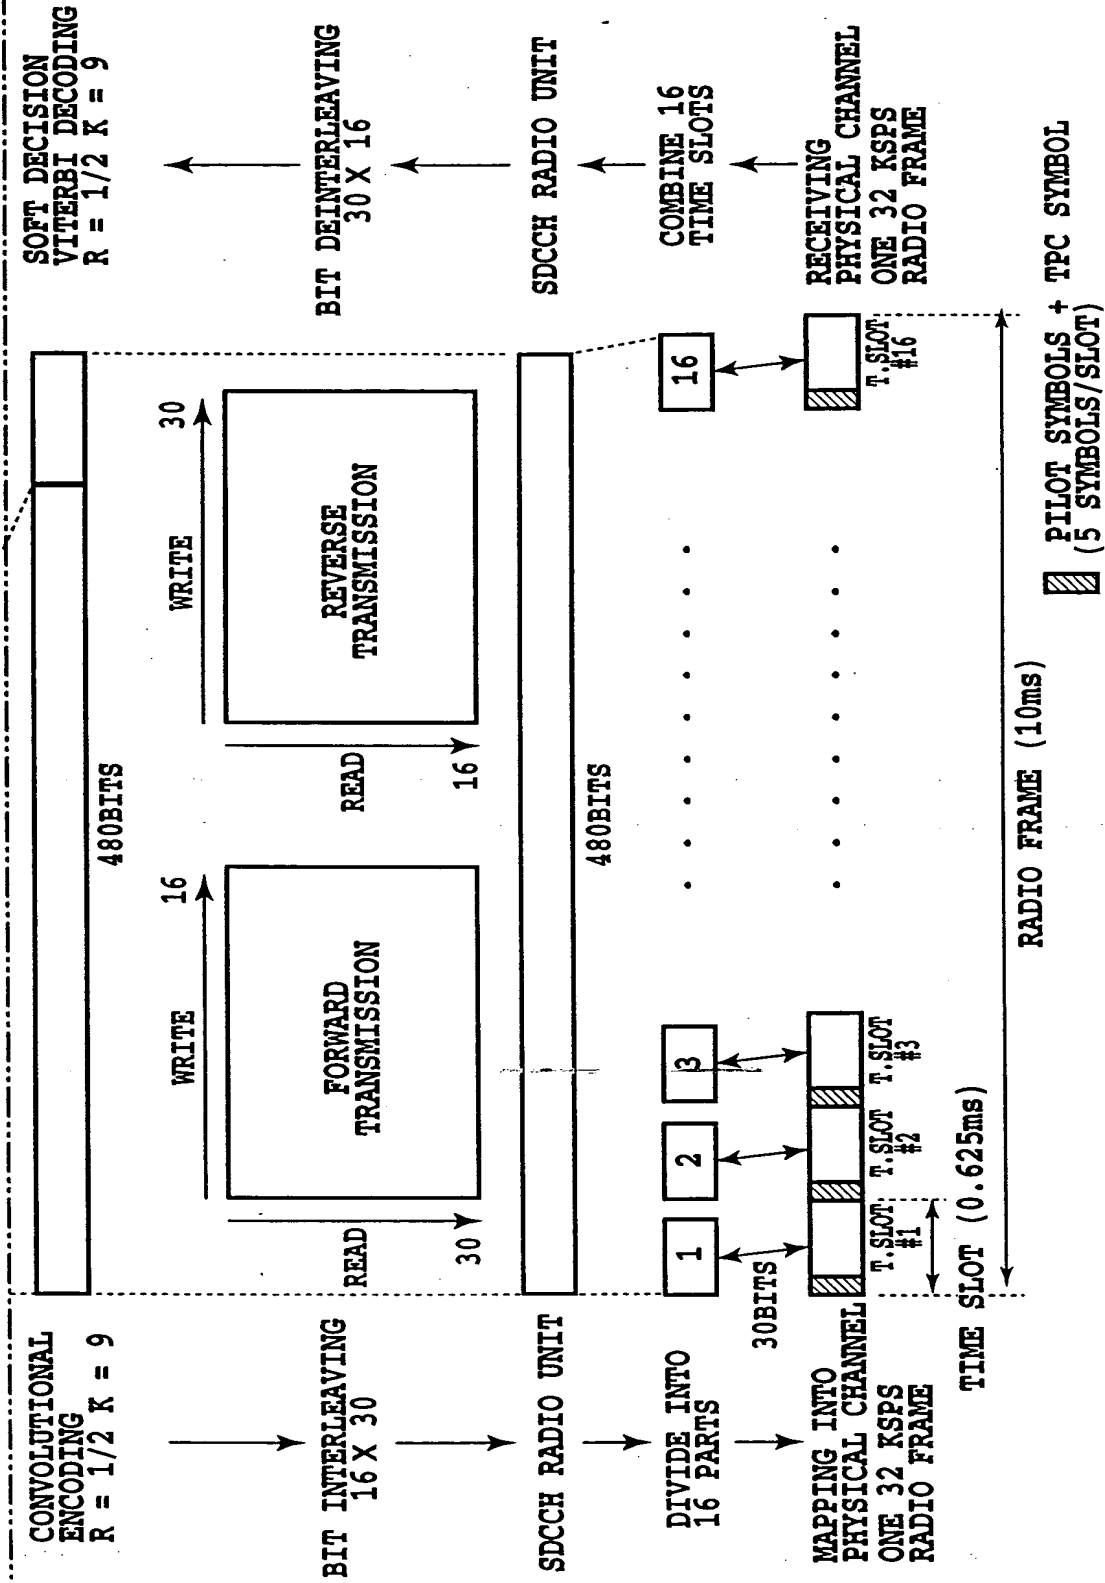 CONVOLUTIONAL
ENCODING
R = 1/2 K = 9
BIT INTERLEAVING
16 X 30
SDCCH RADIO UNIT
DIVIDE INTO
16 PARTS
MAPPING INTO
PHYSICAL CHANNEL
ONE 32 KSPS
RADIO FRAME
480BITS
WRITE
16
READ
30
FORWARD
TRANSMISSION
WRITE
30
READ
16
REVERSE
TRANSMISSION
480BITS
1
2
3
16
30BITS
T.SLOT
#1
T.SLOT
#2
T.SLOT
#3
T.SLOT
#16
TIME SLOT (0.625ms)
RADIO FRAME (10ms)
PILOT SYMBOLS + TPC SYMBOL
(5 SYMBOLS/SLOT)
SOFT DECISION
VITERBI DECODING
R = 1/2 K = 9
BIT DEINTERLEAVING
30 X 16
SDCCH RADIO UNIT
COMBINE 16
TIME SLOTS
RECEIVING
PHYSICAL CHANNEL
ONE 32 KSPS
RADIO FRAME